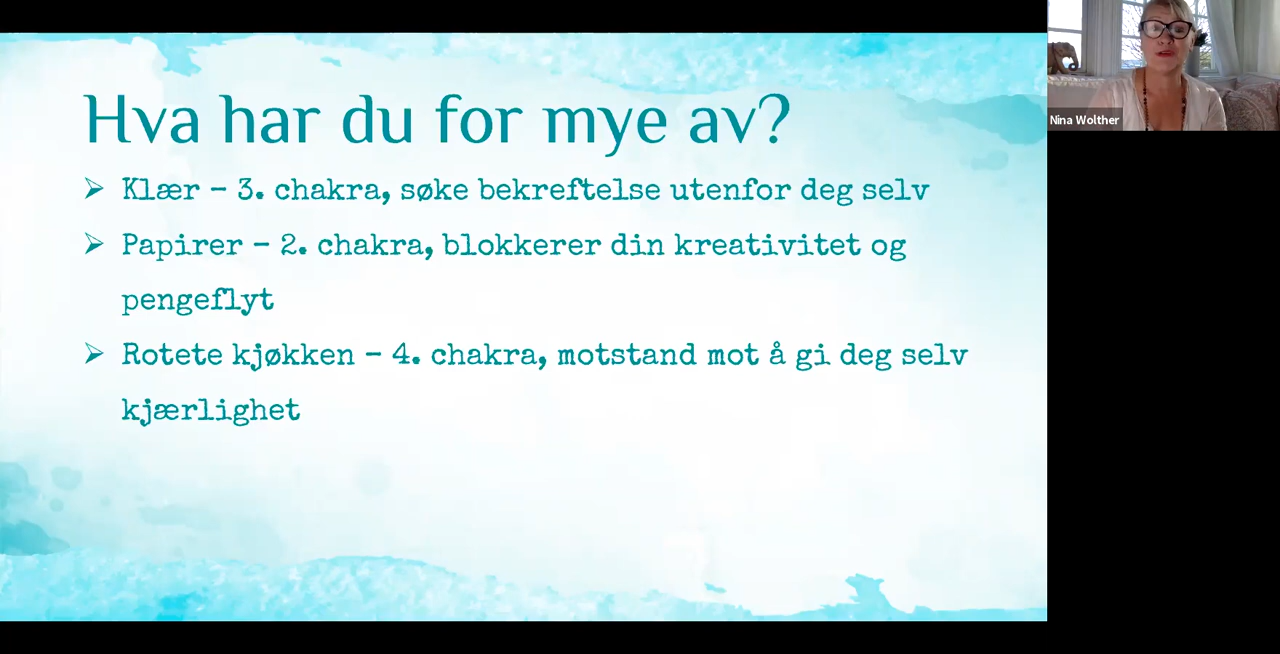 Hva har du for mye av?
➢ Klær – 3. chakra, søke bekreftelse utenfor deg selv
➢ Papirer – 2. chakra, blokkerer din kreativitet og
pengeflyt
➢ Rotete kjøkken – 4. chakra, motstand mot å gi deg selv
kjærlighet
Nina Wolther